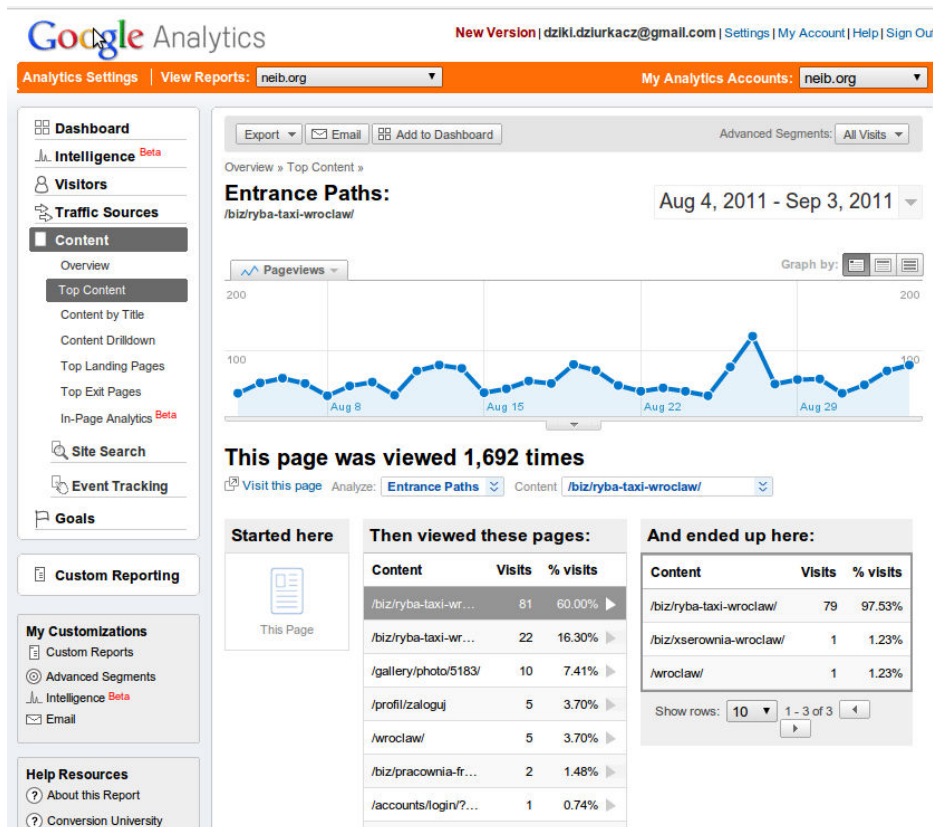 Google Analytics
New Version | dziki.dziurkacz@gmail.com | Settings | My Account | Help | Sign Out
Analytics Settings | View Reports: neib.org
My Analytics Accounts: neib.org
Dashboard
Intelligence Beta
Visitors
Traffic Sources
Content
Overview
Top Content
Content by Title
Content Drilldown
Top Landing Pages
Top Exit Pages
In-Page Analytics Beta
Site Search
Event Tracking
Goals
Custom Reporting
My Customizations
Custom Reports
Advanced Segments
Intelligence Beta
Email
Help Resources
About this Report
Conversion University
Export Email Add to Dashboard
Advanced Segments: All Visits
Overview » Top Content »
Entrance Paths:
/biz/ryba-taxi-wroclaw/
Aug 4, 2011 - Sep 3, 2011
Pageviews
Graph by:
200 200
100 100
Aug 8 Aug 15 Aug 22 Aug 29
This page was viewed 1,692 times
Visit this page Analyze: Entrance Paths Content /biz/ryba-taxi-wroclaw/
Started here
This Page
Then viewed these pages:
Content Visits % visits
/biz/ryba-taxi-wr... 81 60.00%
/biz/ryba-taxi-wr... 22 16.30%
/gallery/photo/5183/ 10 7.41%
/profil/zaloguj 5 3.70%
/wroclaw/ 5 3.70%
/biz/pracownia-fr... 2 1.48%
/accounts/login/?... 1 0.74%
And ended up here:
Content Visits % visits
/biz/ryba-taxi-wroclaw/ 79 97.53%
/biz/xserownia-wroclaw/ 1 1.23%
/wroclaw/ 1 1.23%
Show rows: 10 1 - 3 of 3